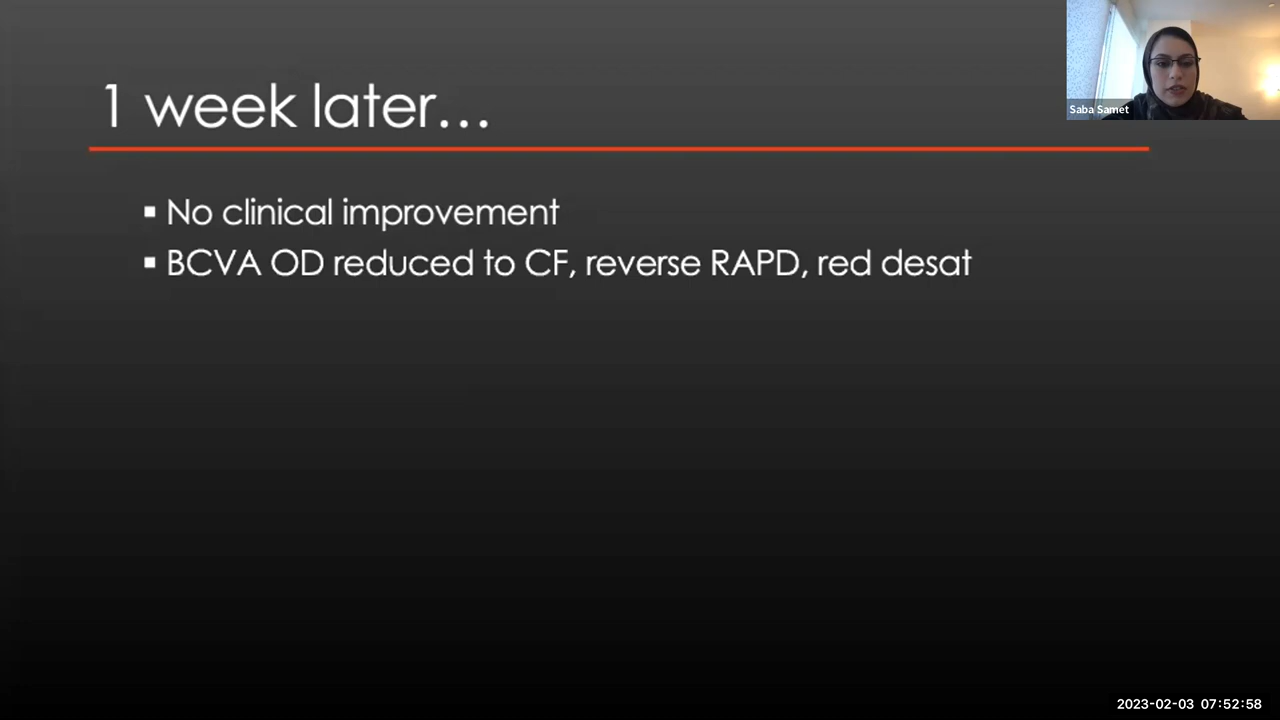 1 week later...
▪ No clinical improvement
▪ BCVA OD reduced to CF, reverse RAPD, red desat
Saba Samet
2023-02-03 07:52:58